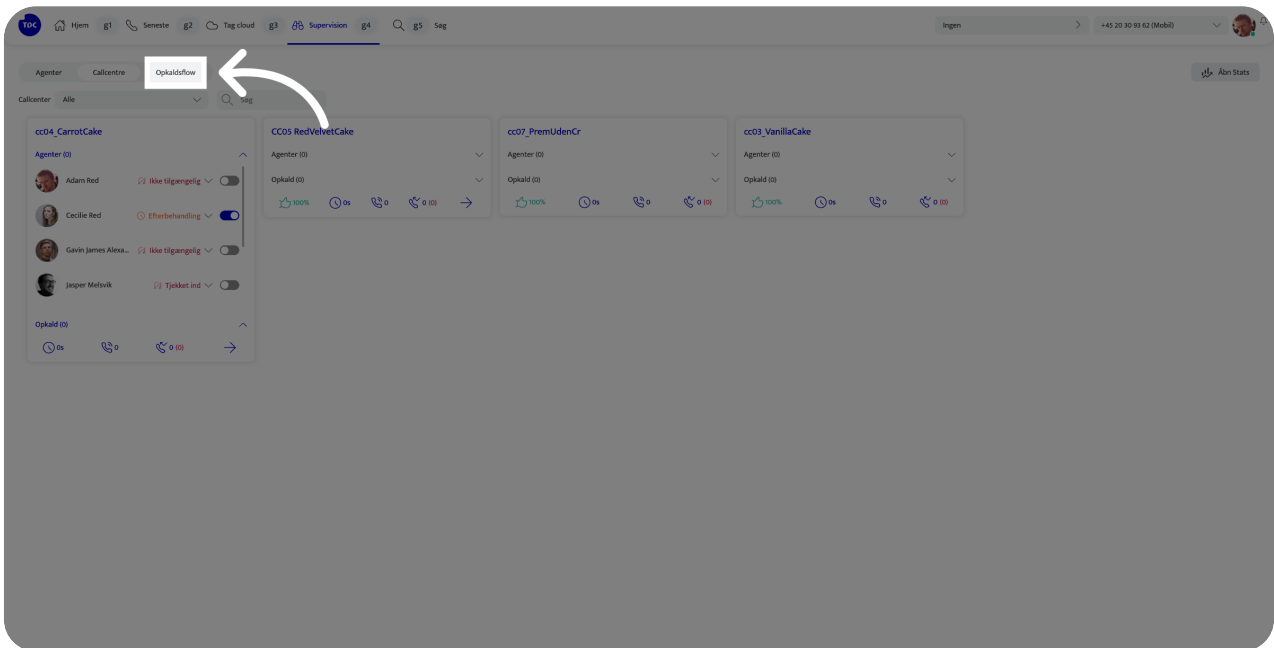 TDC Hjem g1 Seneste g2 Tag cloud g3 Supervision g4 g5 Søg Ingen +45 20 30 93 62 (Mobil)
Agenter Callcentre Opkaldsflow Åbn Stats
Callcenter Alle Søg
cc04_CarrotCake
Agenter (0)
Adam Red Ikke tilgængelig
Cecilie Red Efterbehandling
Gavin James Alexa... Ikke tilgængelig
Jasper Melsvik Tjekket ind
Opkald (0)
0s 0 0 (0)
CC05 RedVelvetCake
Agenter (0)
Opkald (0)
100% 0s 0 0 (0)
cc07_PremUdenCr
Agenter (0)
Opkald (0)
100% 0s 0 0 (0)
cc03_VanillaCake
Agenter (0)
Opkald (0)
100% 0s 0 0 (0)